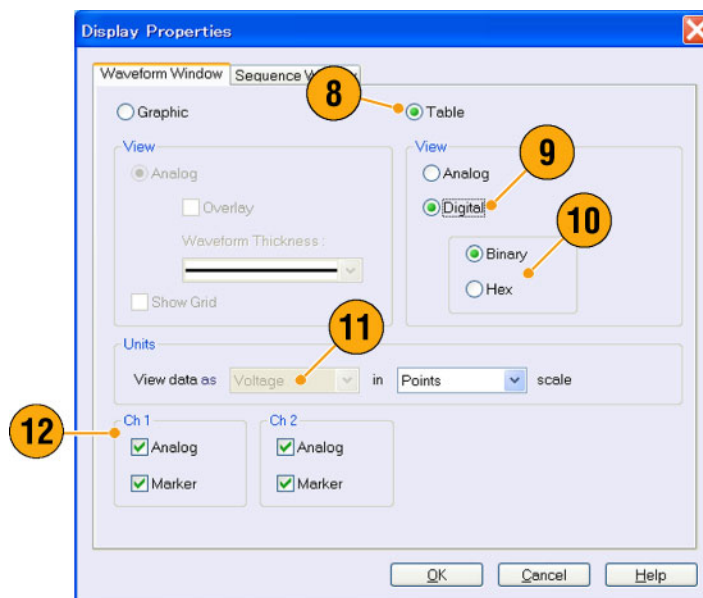 Display Properties
Waveform Window
Sequence W
8
Graphic
Table
View
Analog
Overlay
Waveform Thickness :
Show Grid
View
9
Analog
Digital
10
Binary
Hex
Units
11
View data as Voltage in Points scale
12
Ch 1
Analog
Marker
Ch 2
Analog
Marker
OK
Cancel
Help